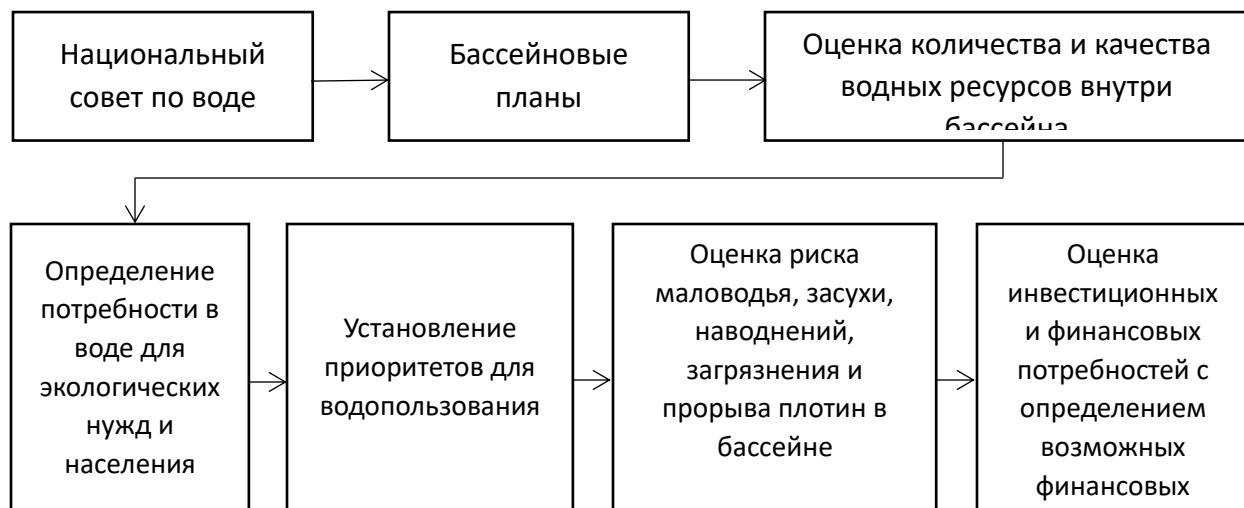 Национальный
совет по воде
Бассейновые
планы
Оценка количества и качества
водных ресурсов внутри
бассейна
Определение
потребности в
воде для
экологических
нужд и
населения
Установление
приоритетов для
водопользования
Оценка риска
маловодья, засухи,
наводнений,
загрязнения и
прорыва плотин в
бассейне
Оценка
инвестиционных
и финансовых
потребностей с
определением
возможных
финансовых